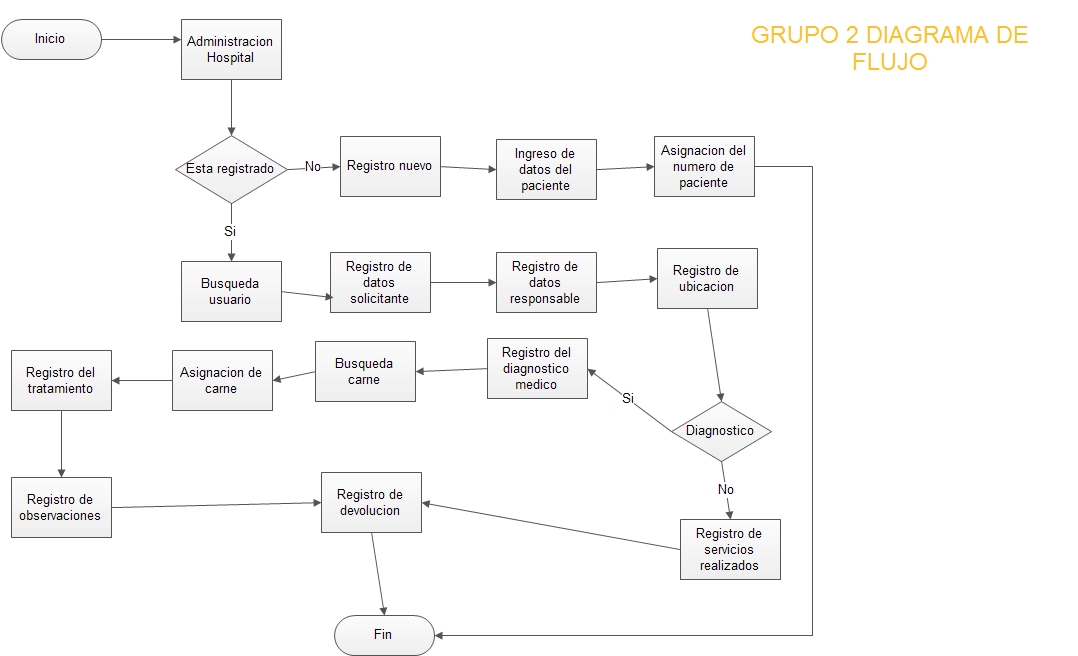 Inicio
Administracion
Hospital
GRUPO 2 DIAGRAMA DE
FLUJO
Esta registrado
No
Registro nuevo
Ingreso de
datos del
paciente
Asignacion del
numero de
paciente
Si
Busqueda
usuario
Registro de
datos
solicitante
Registro de
datos
responsable
Registro de
ubicacion
Diagnostico
Si
Registro del
diagnostico
medico
Busqueda
carne
Asignacion de
carne
Registro del
tratamiento
Registro de
observaciones
No
Registro de
servicios
realizados
Registro de
devolucion
Fin